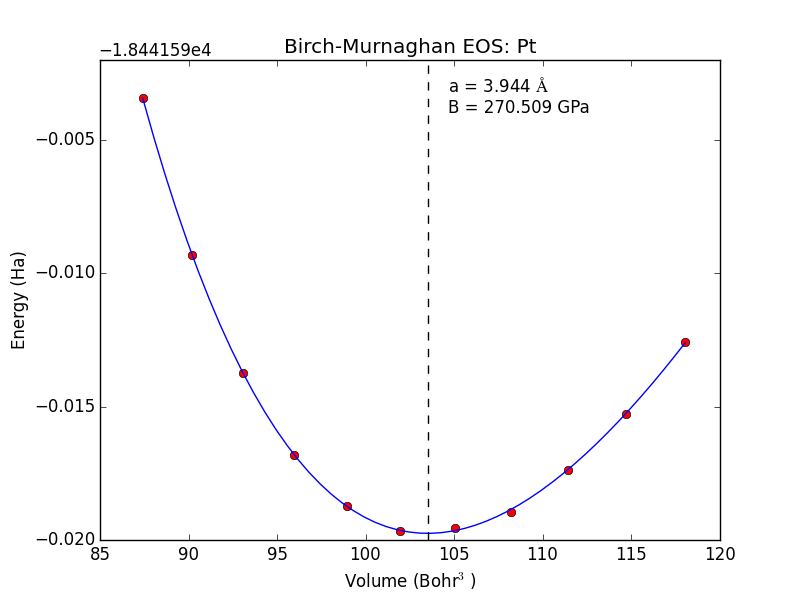 Birch-Murnaghan EOS: Pt
−1.844159e4
a = 3.944 Å
B = 270.509 GPa
−0.005
−0.010
−0.015
−0.020
Energy (Ha)
85 90 95 100 105 110 115 120
Volume (Bohr³ )